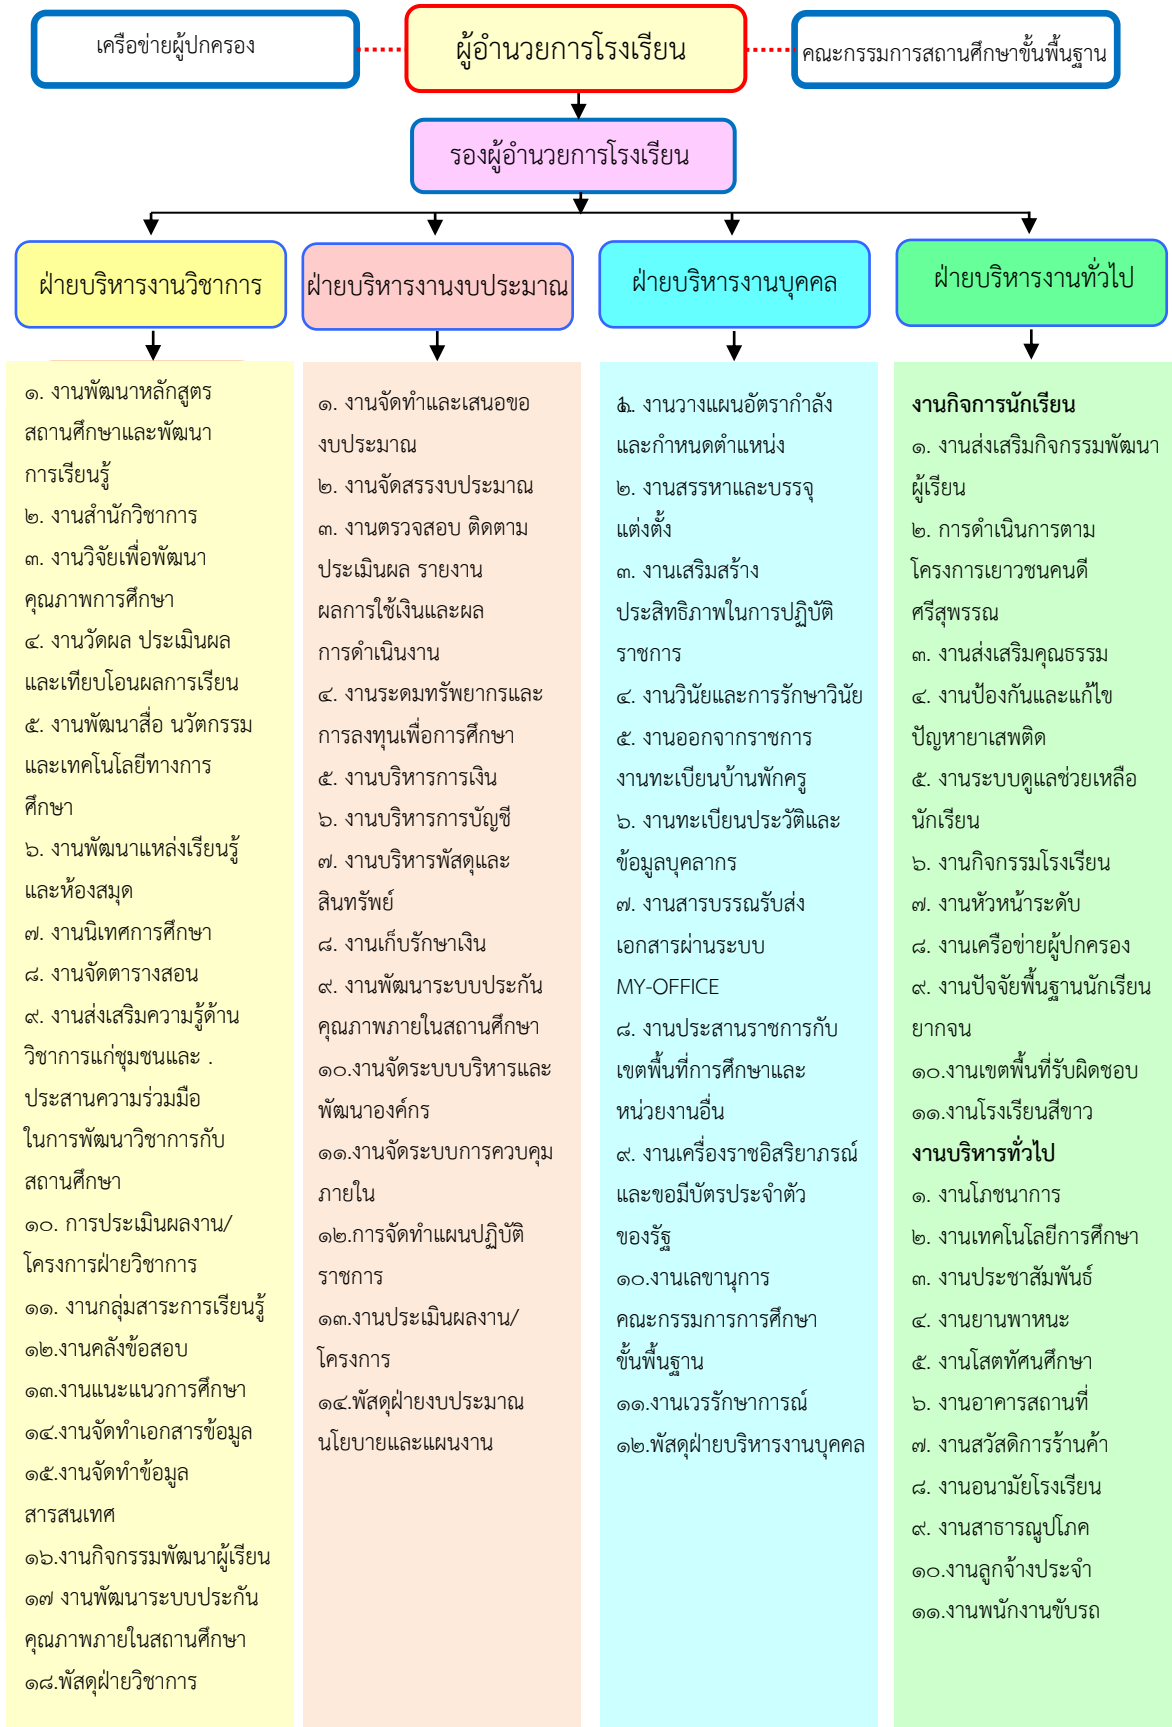 เครือข่ายผู้ปกครอง
ผู้อำนวยการโรงเรียน
คณะกรรมการสถานศึกษาขั้นพื้นฐาน
รองผู้อำนวยการโรงเรียน
ฝ่ายบริหารงานวิชาการ
ฝ่ายบริหารงานงบประมาณ
ฝ่ายบริหารงานบุคคล
ฝ่ายบริหารงานทั่วไป
๑. งานพัฒนาหลักสูตร
สถานศึกษาและพัฒนา
การเรียนรู้
๒. งานสำนักวิชาการ
๓. งานวิจัยเพื่อพัฒนา
คุณภาพการศึกษา
๔. งานวัดผล ประเมินผล
และเทียบโอนผลการเรียน
๕. งานพัฒนาสื่อ นวัตกรรม
และเทคโนโลยีทางการ
ศึกษา
๖. งานพัฒนาแหล่งเรียนรู้
และห้องสมุด
๗. งานนิเทศการศึกษา
๘. งานจัดตารางสอน
๙. งานส่งเสริมความรู้ด้าน
วิชาการแก่ชุมชนและ .
ประสานความร่วมมือ
ในการพัฒนาวิชาการกับ
สถานศึกษา
๑๐. การประเมินผลงาน/
โครงการฝ่ายวิชาการ
๑๑. งานกลุ่มสาระการเรียนรู้
๑๒.งานคลังข้อสอบ
๑๓.งานแนะแนวการศึกษา
๑๔.งานจัดทำเอกสารข้อมูล
๑๕.งานจัดทำข้อมูล
สารสนเทศ
๑๖.งานกิจกรรมพัฒนาผู้เรียน
๑๗ งานพัฒนาระบบประกัน
คุณภาพภายในสถานศึกษา
๑๘.พัสดุฝ่ายวิชาการ
๑. งานจัดทำและเสนอขอ
งบประมาณ
๒. งานจัดสรรงบประมาณ
๓. งานตรวจสอบ ติดตาม
ประเมินผล รายงาน
ผลการใช้เงินและผล
การดำเนินงาน
๔. งานระดมทรัพยากรและ
การลงทุนเพื่อการศึกษา
๕. งานบริหารการเงิน
๖. งานบริหารการบัญชี
๗. งานบริหารพัสดุและ
สินทรัพย์
๘. งานเก็บรักษาเงิน
๙. งานพัฒนาระบบประกัน
คุณภาพภายในสถานศึกษา
๑๐.งานจัดระบบบริหารและ
พัฒนาองค์กร
๑๑.งานจัดระบบการควบคุม
ภายใน
๑๒.การจัดทำแผนปฏิบัติ
ราชการ
๑๓.งานประเมินผลงาน/
โครงการ
๑๔.พัสดุฝ่ายงบประมาณ
นโยบายและแผนงาน
๑. งานวางแผนอัตรากำลัง
และกำหนดตำแหน่ง
๒. งานสรรหาและบรรจุ
แต่งตั้ง
๓. งานเสริมสร้าง
ประสิทธิภาพในการปฏิบัติ
ราชการ
๔. งานวินัยและการรักษาวินัย
๕. งานออกจากราชการ
งานทะเบียนบ้านพักครู
๖. งานทะเบียนประวัติและ
ข้อมูลบุคลากร
๗. งานสารบรรณรับส่ง
เอกสารผ่านระบบ
MY-OFFICE
๘. งานประสานราชการกับ
เขตพื้นที่การศึกษาและ
หน่วยงานอื่น
๙. งานเครื่องราชอิสริยาภรณ์
และขอมีบัตรประจำตัว
ของรัฐ
๑๐.งานเลขานุการ
คณะกรรมการการศึกษา
ขั้นพื้นฐาน
๑๑.งานเวรรักษาการณ์
๑๒.พัสดุฝ่ายบริหารงานบุคคล
งานกิจการนักเรียน
๑. งานส่งเสริมกิจกรรมพัฒนา
ผู้เรียน
๒. การดำเนินการตาม
โครงการเยาวชนคนดี
ศรีสุพรรณ
๓. งานส่งเสริมคุณธรรม
๔. งานป้องกันและแก้ไข
ปัญหายาเสพติด
๕. งานระบบดูแลช่วยเหลือ
นักเรียน
๖. งานกิจกรรมโรงเรียน
๗. งานหัวหน้าระดับ
๘. งานเครือข่ายผู้ปกครอง
๙. งานปัจจัยพื้นฐานนักเรียน
ยากจน
๑๐.งานเขตพื้นที่รับผิดชอบ
๑๑.งานโรงเรียนสีขาว
งานบริหารทั่วไป
๑. งานโภชนาการ
๒. งานเทคโนโลยีการศึกษา
๓. งานประชาสัมพันธ์
๔. งานยานพาหนะ
๕. งานโสตทัศนศึกษา
๖. งานอาคารสถานที่
๗. งานสวัสดิการร้านค้า
๘. งานอนามัยโรงเรียน
๙. งานสาธารณูปโภค
๑๐.งานลูกจ้างประจำ
๑๑.งานพนักงานขับรถ